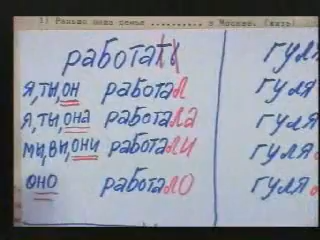 1) Раньше наша семья .......... в Москве. (жить)
работать
я, ты, он работал
я, ты, она работала
мы, вы, они работали
оно работало
гуля
гуля
гуля
гуля